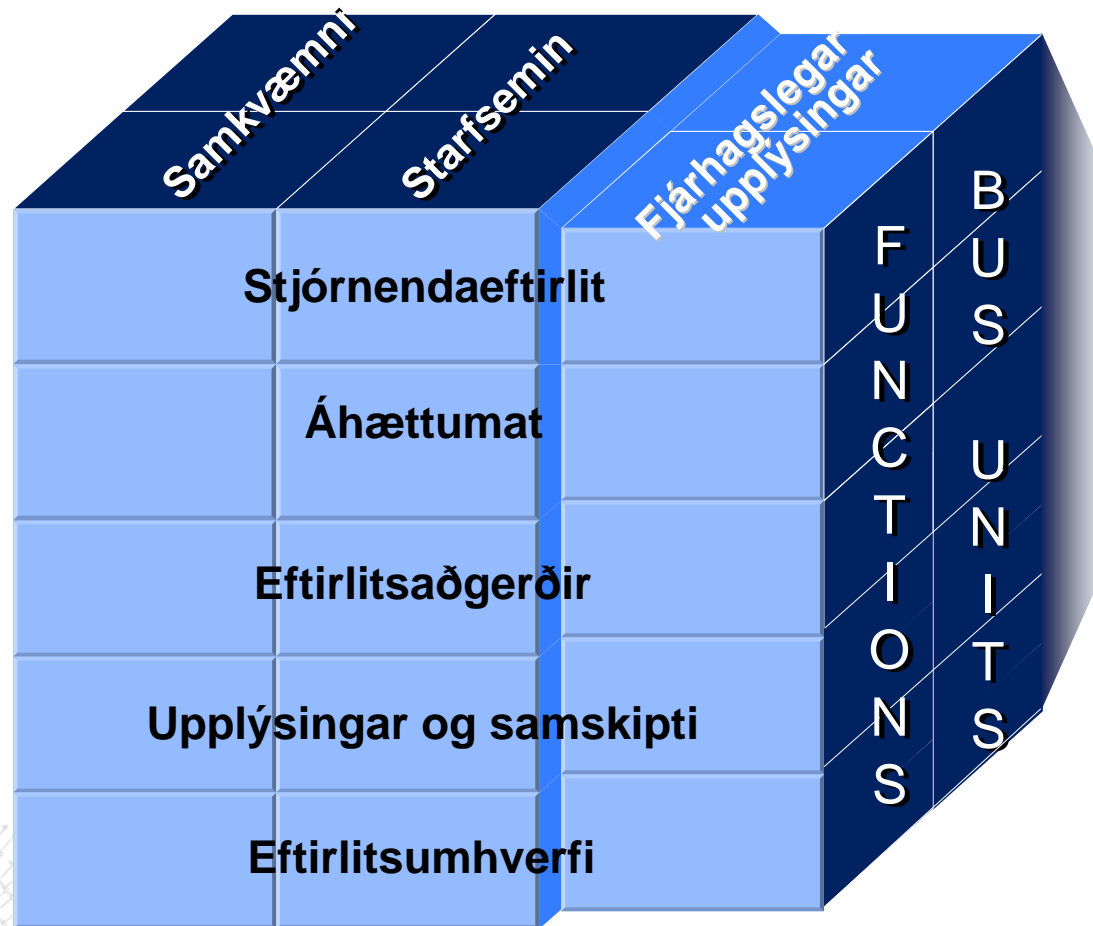 Samkvæmni
Starfsemin
Fjárhagslegar
upplýsingar
Stjórnendaeftirlit
Áhættumat
Eftirlitsaðgerðir
Upplýsingar og samskipti
Eftirlitsumhverfi
FUNCTIONS
BUS UNITS